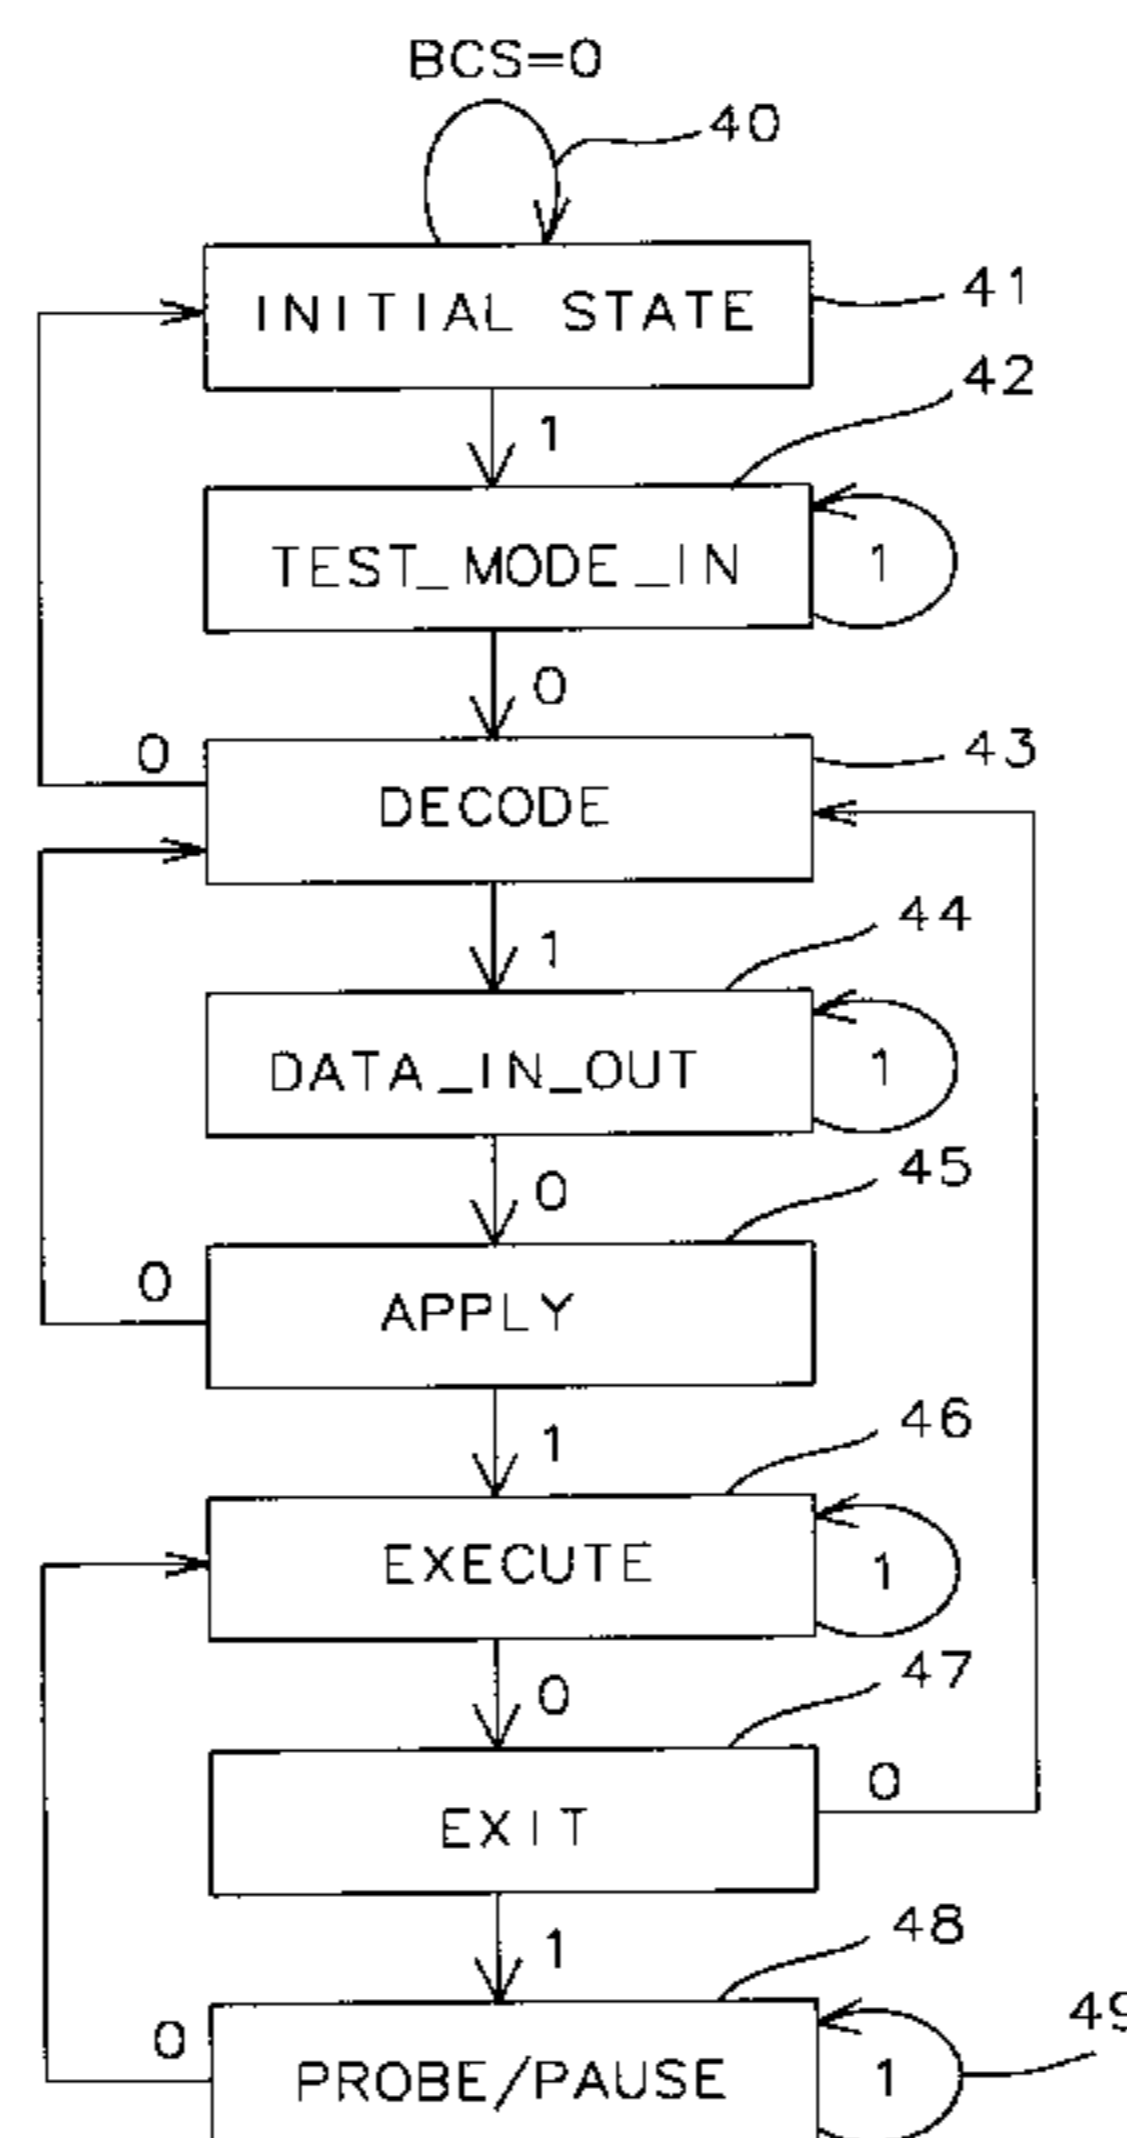 BCS=0
40
INITIAL STATE
41
1
42
TEST_MODE_IN
1
0
43
0
DECODE
1
44
DATA_IN_OUT
1
0
45
0
APPLY
1
46
EXECUTE
1
0
47
EXIT
0
1
48
49
0
PROBE/PAUSE
1